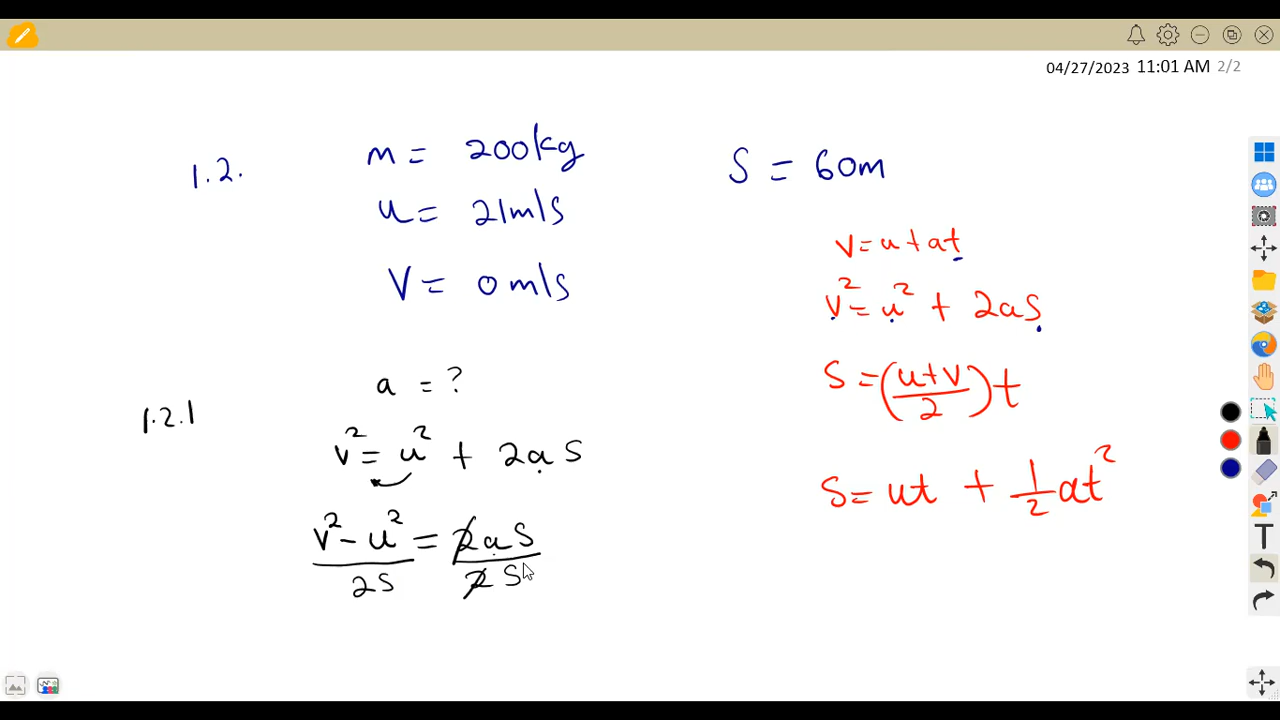 04/27/2023 11:01 AM 2/2
1.2.
m = 200kg
u = 21m/s
V = 0 m/s
S = 60m
v = u + at
v² = u² + 2aS
S = (u+v/2)t
S = ut + 1/2 at²
1.2.1
a = ?
v² = u² + 2aS
v² - u² = 2aS
2S 2S
T